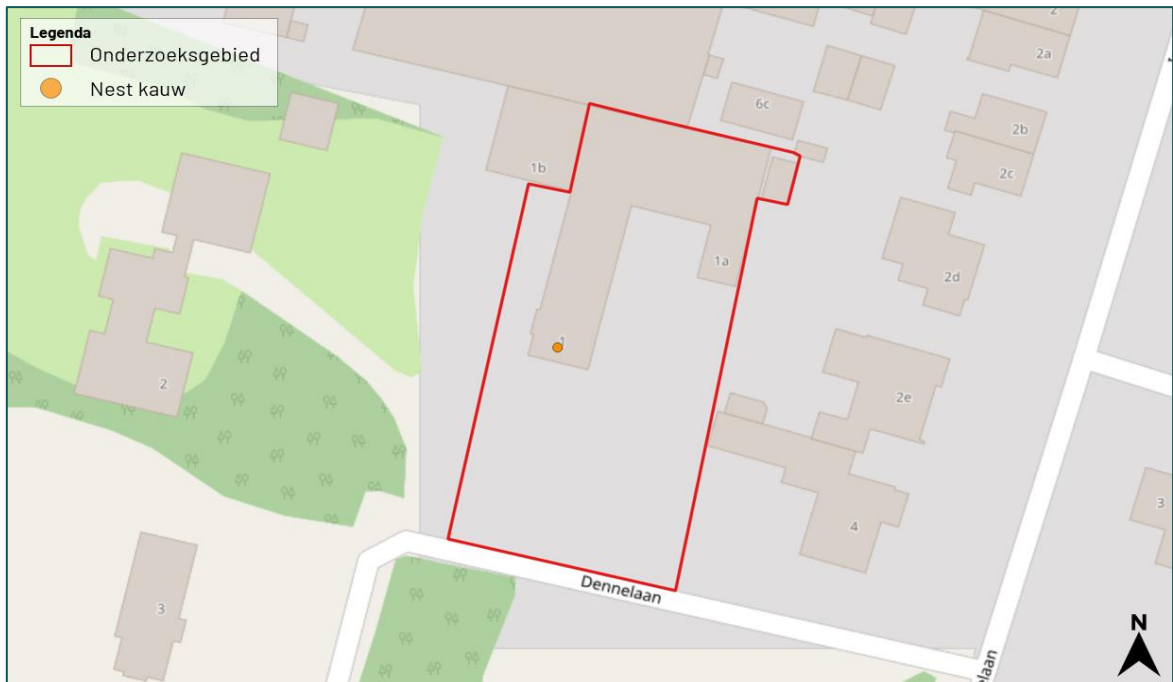 Legenda
Onderzoeksgebied
Nest kauw
2
2a
6c
2b
2c
1b
1a
2d
1
2
2e
4
3
3
Dennelaan
N